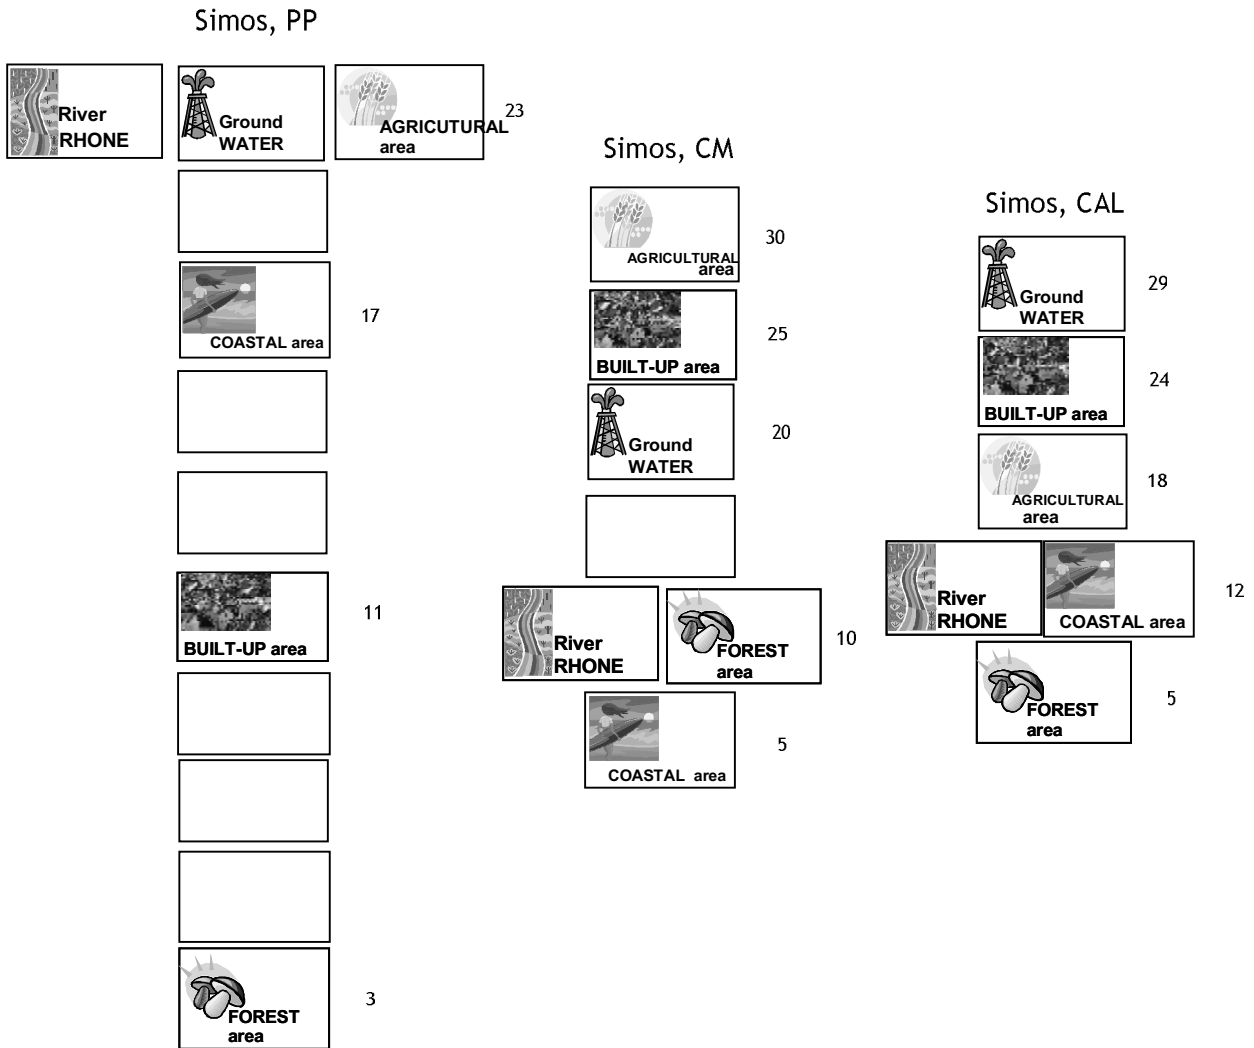 Simos, PP
River
RHONE
Ground
WATER
AGRICUTURAL
area
23
COASTAL area
17
BUILT-UP area
11
FOREST
area
3
Simos, CM
AGRICULTURAL
area
30
BUILT-UP area
25
Ground
WATER
20
River
RHONE
FOREST
area
10
COASTAL area
5
Simos, CAL
Ground
WATER
29
BUILT-UP area
24
AGRICULTURAL
area
18
River
RHONE
COASTAL area
12
FOREST
area
5